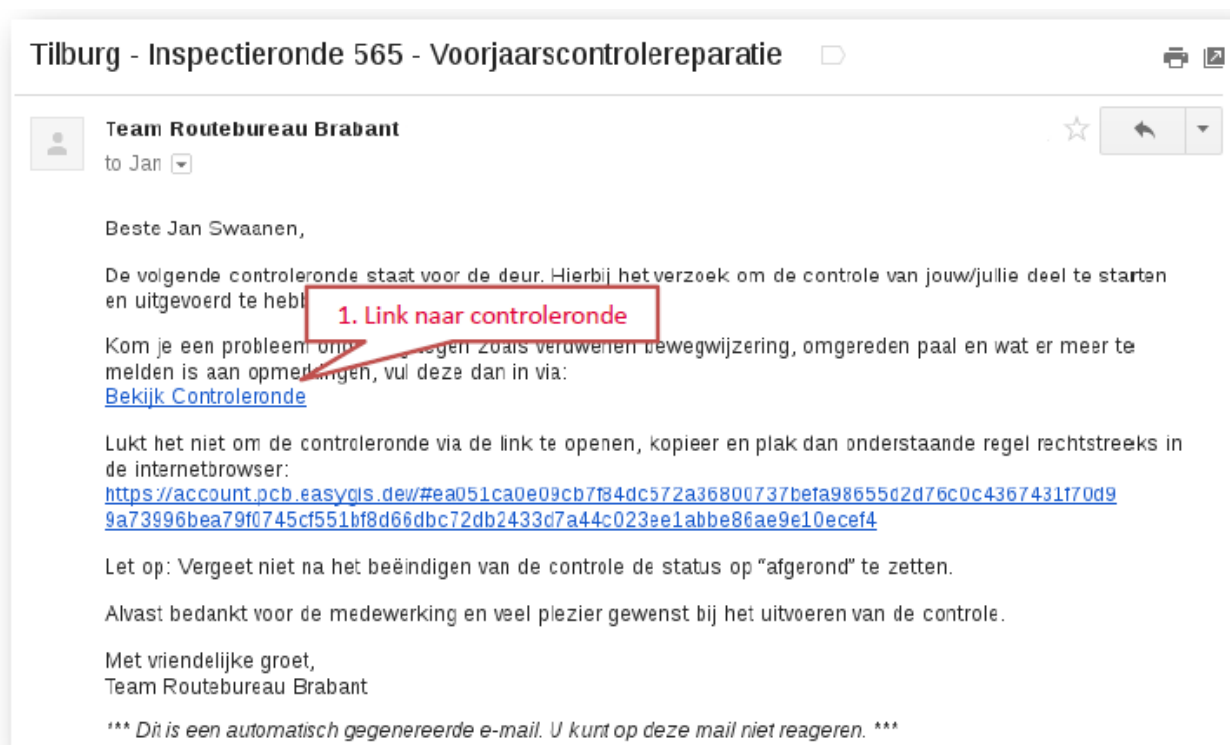 Tilburg - Inspectieronde 565 - Voorjaarscontrolereparatie
Team Routebureau Brabant
to Jan
Beste Jan Swaanen,
De volgende controleronde staat voor de deur. Hierbij het verzoek om de controle van jouw/jullie deel te starten
en uitgevoerd te hebb
1. Link naar controleronde
Kom je een probleem zoals verdwenen bewegwijzering, omgereden paal en wat er meer te
melden is aan opmerkingen, vul deze dan in via:
Bekijk Controleronde
Lukt het niet om de controleronde via de link te openen, kopieer en plak dan onderstaande regel rechtstreeks in
de internetbrowser:
https://account.pcb.easygis.dev/#ea051ca0e09cb7f84dc572a36800737befa98655d2d76c0c4367431f70d9
9a73996bea79f0745cf551bf8d66dbc72db2433d7a44c023ee1abbe86ae9e10ecef4
Let op: Vergeet niet na het beëindigen van de controle de status op “afgerond” te zetten.
Alvast bedankt voor de medewerking en veel plezier gewenst bij het uitvoeren van de controle.
Met vriendelijke groet,
Team Routebureau Brabant
*** Dit is een automatisch gegenereerde e-mail. U kunt op deze mail niet reageren. ***